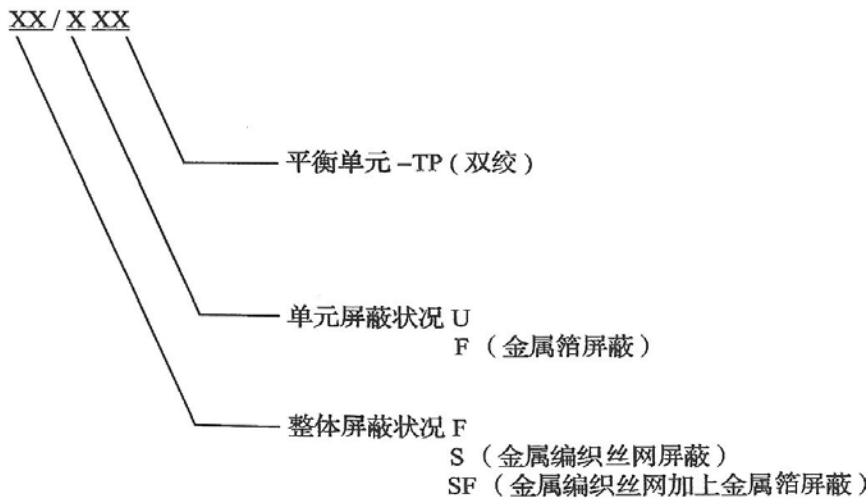 XX/XXX
平衡单元–TP(双绞)
单元屏蔽状况 U
F(金属箔屏蔽)
整体屏蔽状况 F
S(金属编织丝网屏蔽)
SF(金属编织丝网加上金属箔屏蔽)